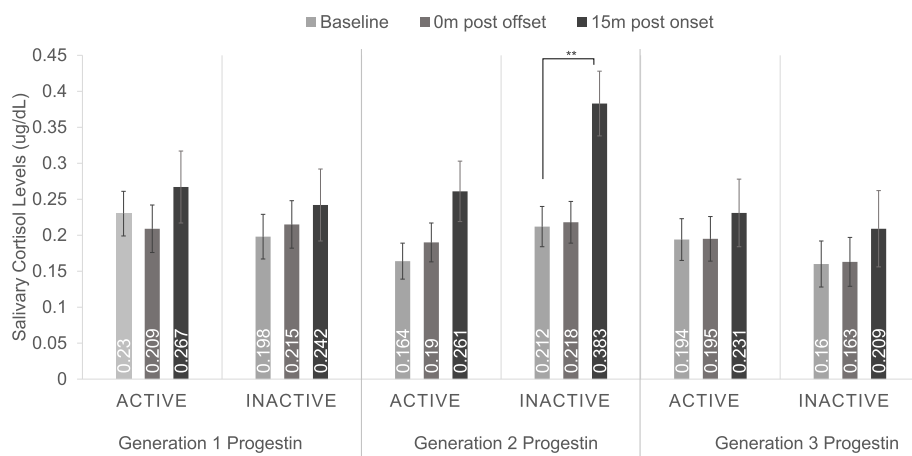 Baseline 0m post offset 15m post onset
Salivary Cortisol Levels (ug/dL)
0.45
0.4
0.35
0.3
0.25
0.2
0.15
0.1
0.05
0
**
0.23 0.209 0.267 0.198 0.215 0.242 0.164 0.19 0.261 0.212 0.218 0.383 0.194 0.195 0.231 0.16 0.163 0.209
ACTIVE INACTIVE ACTIVE INACTIVE ACTIVE INACTIVE
Generation 1 Progestin Generation 2 Progestin Generation 3 Progestin